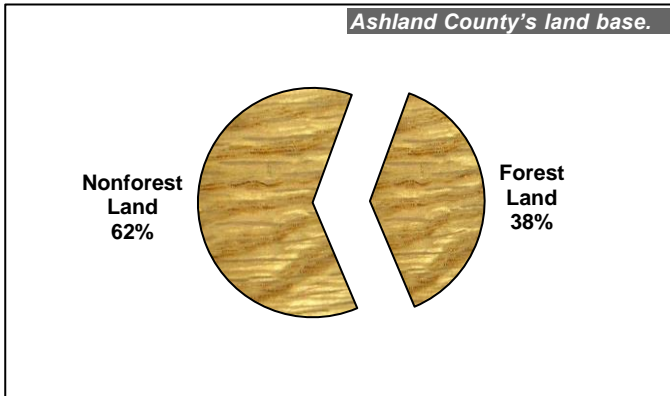 Ashland County’s land base.
Nonforest
Land
62%
Forest
Land
38%